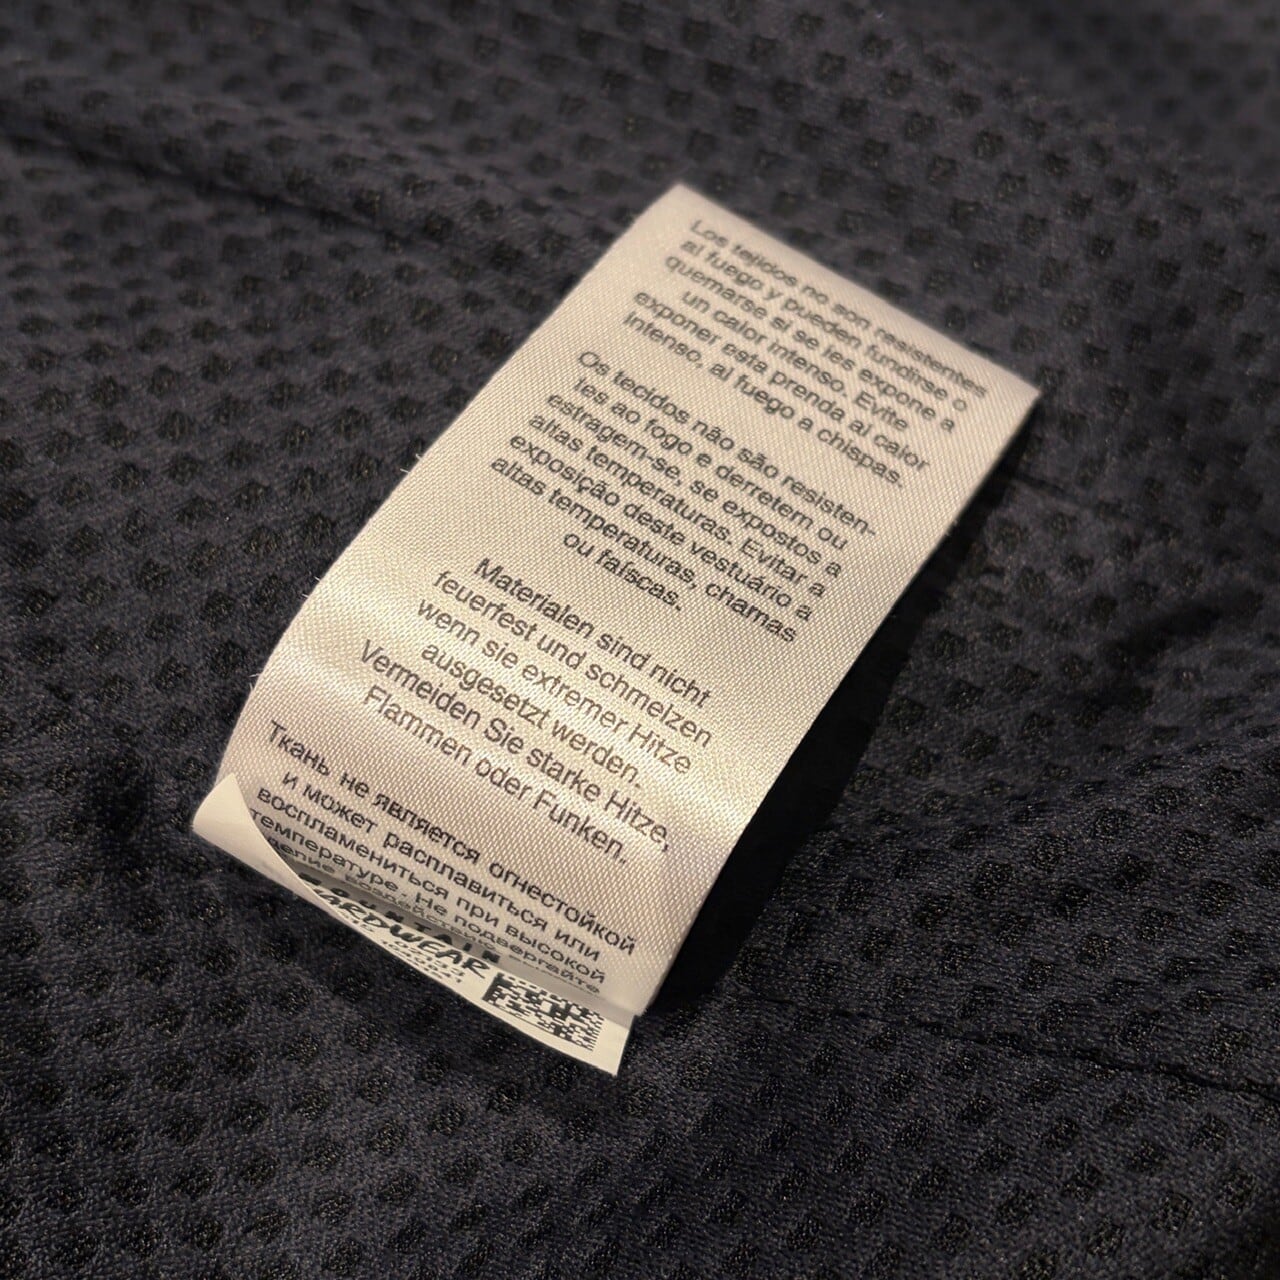 Los tejidos no son resistentes
al fuego y pueden fundirse o
quemarse si se les expone a
un calor intenso. Evite
exponer esta prenda al calor
intenso, al fuego a chispas.
Os tecidos não são resisten-
tes ao fogo e derretem ou
estragem-se, se expostos a
altas temperaturas. Evitar a
exposição deste vestuário a
altas temperaturas, chamas
ou faíscas.
Materialen sind nicht
feuerfest und schmelzen
wenn sie extremer Hitze
ausgesetzt werden.
Vermeiden Sie starke Hitze,
Flammen oder Funken.
Ткань не является огнестойкой
и может расплавиться или
воспламениться при высокой
температуре. Не подвергайте
HARDWEAR